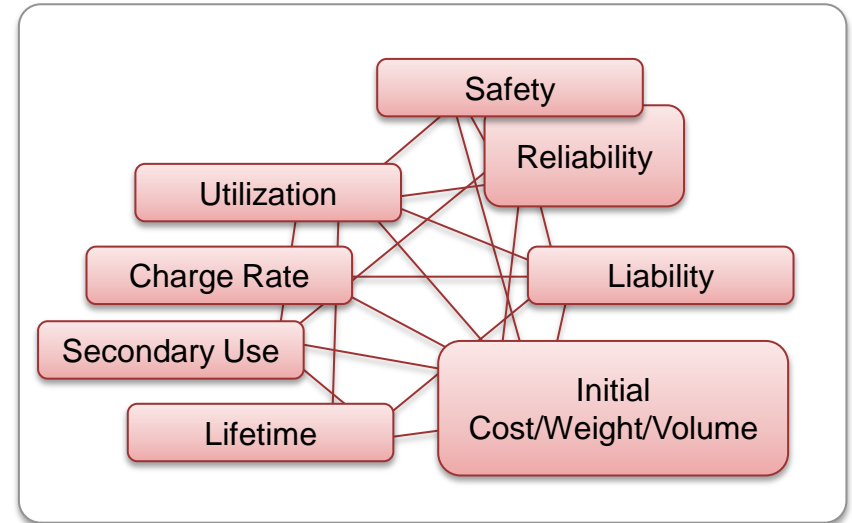 Safety
Reliability
Utilization
Charge Rate
Liability
Secondary Use
Initial
Cost/Weight/Volume
Lifetime